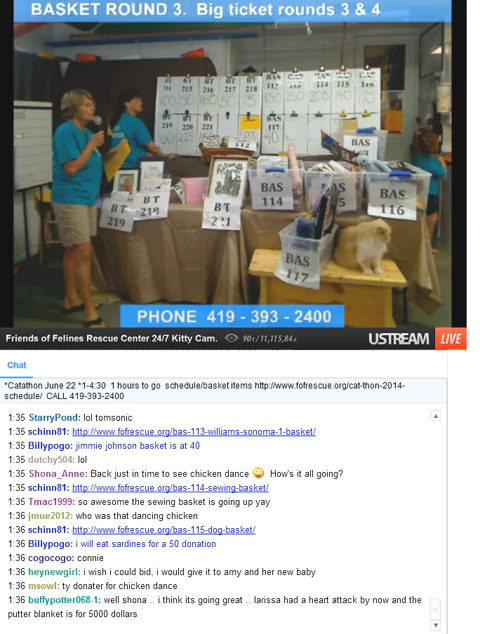 BASKET ROUND 3. Big ticket rounds 3 & 4
BT 219
BT 218
BT 221
BAS 114
BAS 116
BAS 117
PHONE 419 - 393 - 2400
Friends of Felines Rescue Center 24/7 Kitty Cam.
USTREAM LIVE
Chat
*Catathon June 22 *1-4:30 1 hours to go schedule/basket items http://www.fofrescue.org/cat-thon-2014-
schedule/ CALL 419-393-2400
1:35 StarryPond: lol tomsonic
1:35 schinn81: http://www.fofrescue.org/bas-113-williams-sonoma-1-basket/
1:35 Billypogo: jimmie johnson basket is at 40
1:35 dutchy504: lol
1:35 Shona_Anne: Back just in time to see chicken dance How's it all going?
1:35 schinn81: http://www.fofrescue.org/bas-114-sewing-basket/
1:35 Tmac1999: so awesome the sewing basket is going up yay
1:36 jmue2012: who was that dancing chicken
1:36 schinn81: http://www.fofrescue.org/bas-115-dog-basket/
1:36 Billypogo: i will eat sardines for a 50 donation
1:36 cogocogo: connie
1:36 heynewgirl: i wish i could bid, i would give it to amy and her new baby
1:36 msowl: ty donater for chicken dance
1:36 buffypotter068-1: well shona .. i think its going great .. larissa had a heart attack by now and the
putter blanket is for 5000 dollars